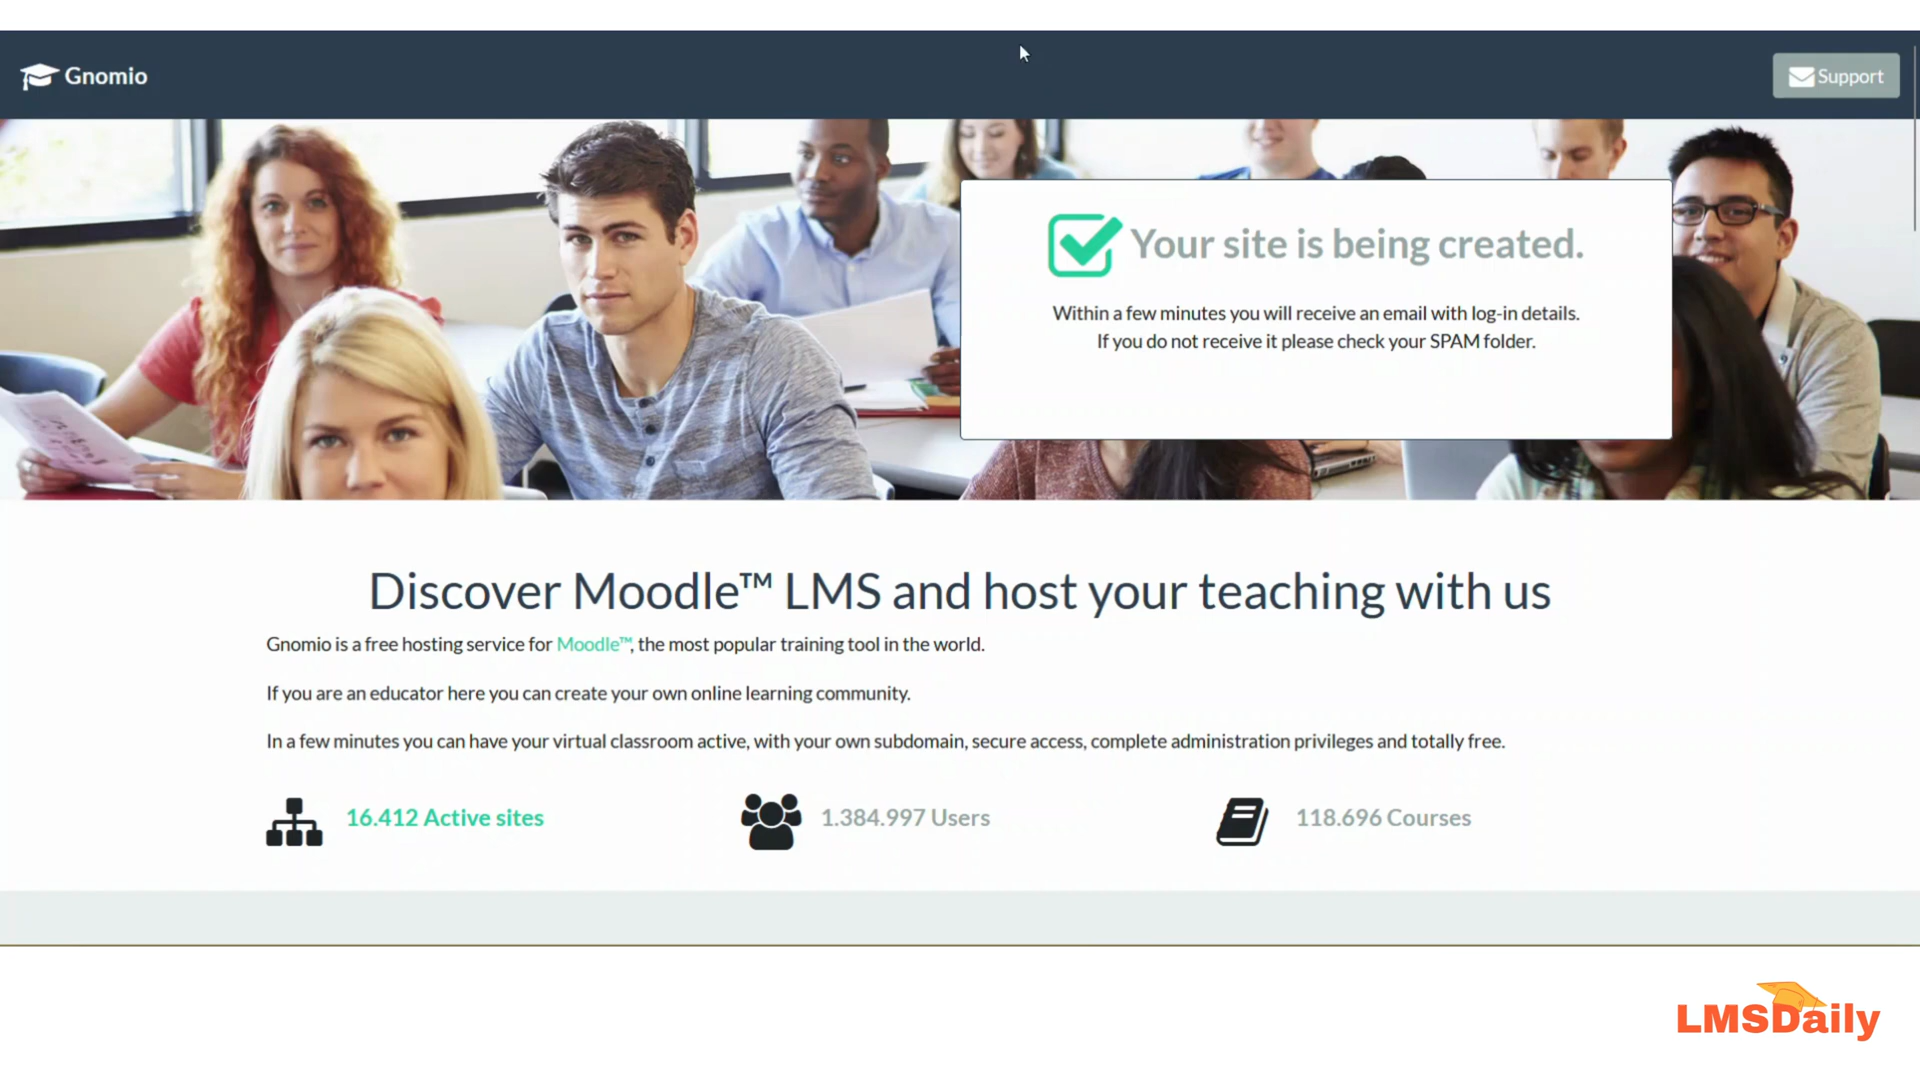 Gnomio
Support
Your site is being created.
Within a few minutes you will receive an email with log-in details.
If you do not receive it please check your SPAM folder.
Discover Moodle™ LMS and host your teaching with us
Gnomio is a free hosting service for Moodle™, the most popular training tool in the world.
If you are an educator here you can create your own online learning community.
In a few minutes you can have your virtual classroom active, with your own subdomain, secure access, complete administration privileges and totally free.
16.412 Active sites
1.384.997 Users
118.696 Courses
LMSDaily